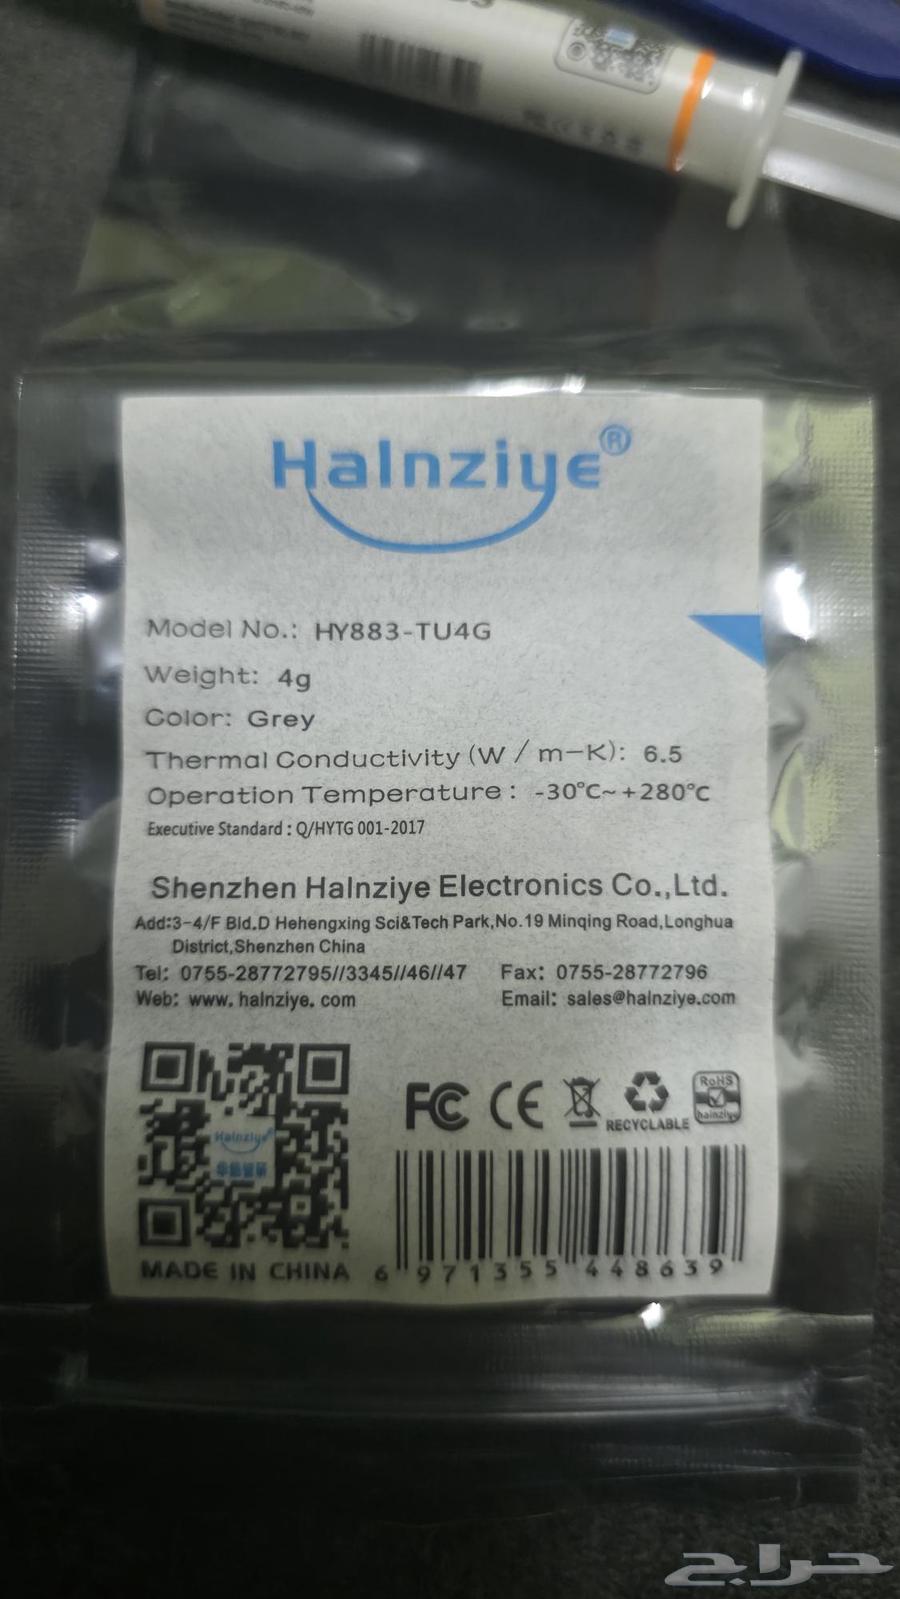 Halnziye®
Model No.: HY883-TU4G
Weight: 4g
Color: Grey
Thermal Conductivity (W / m-K): 6.5
Operation Temperature : -30℃~ +280℃
Executive Standard : Q/HYTG 001-2017
Shenzhen Halnziye Electronics Co.,Ltd.
Add:3-4/F Bld.D Hehengxing Sci&Tech Park,No.19 Minqing Road,Longhua
District,Shenzhen China
Tel: 0755-28772795//3345//46//47 Fax: 0755-28772796
Web: www. halnziye. com Email: sales@halnziye.com
Halnziye®
FC CE RECYCLABLE RoHS halnziye
MADE IN CHINA 6 971355 448639
حراج